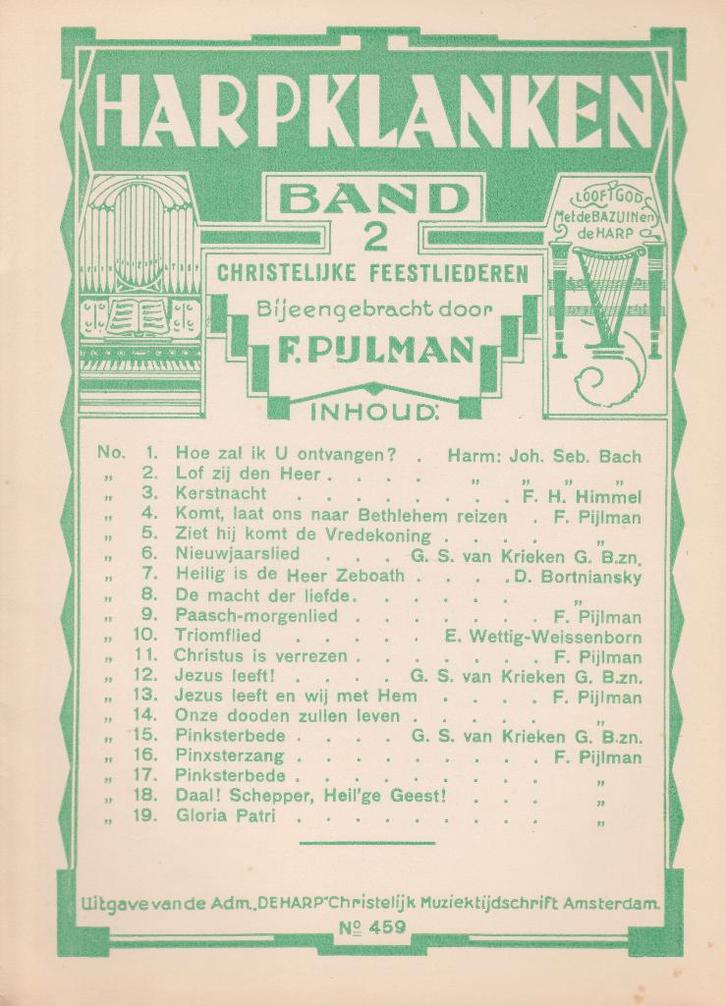 HARPKLANKEN
BAND
2
LOOFT GOD
Met de BAZUIN en
de HARP
CHRISTELIJKE FEESTLIEDEREN
Bijeengebracht door
F. PIJLMAN
INHOUD:
No. 1. Hoe zal ik U ontvangen? . Harm: Joh. Seb. Bach
„ 2. Lof zij den Heer . . . . „ „ „ „
„ 3. Kerstnacht . . . . . . . . F. H. Himmel
„ 4. Komt, laat ons naar Bethlehem reizen . F. Pijlman
„ 5. Ziet hij komt de Vredekoning . . . . „
„ 6. Nieuwjaarslied . . . G. S. van Krieken G. B.zn.
„ 7. Heilig is de Heer Zeboath . . . . D. Bortniansky
„ 8. De macht der liefde . . . . . . „
„ 9. Paasch-morgenlied . . . . . . . F. Pijlman
„ 10. Triomflied . . . . . E. Wettig-Weissenborn
„ 11. Christus is verrezen . . . . . . . F. Pijlman
„ 12. Jezus leeft! . . . . G. S. van Krieken G. B.zn.
„ 13. Jezus leeft en wij met Hem . . . . F. Pijlman
„ 14. Onze dooden zullen leven . . . . . „
„ 15. Pinksterbede . . . . G. S. van Krieken G. B.zn.
„ 16. Pinxsterzang . . . . . . . . . F. Pijlman
„ 17. Pinksterbede . . . . . . . . . „
„ 18. Daal! Schepper, Heil'ge Geest! . . . „
„ 19. Gloria Patri . . . . . . . . . „
Uitgave van de Adm. „DE HARP" Christelijk Muziektijdschrift Amsterdam.
Nº 459